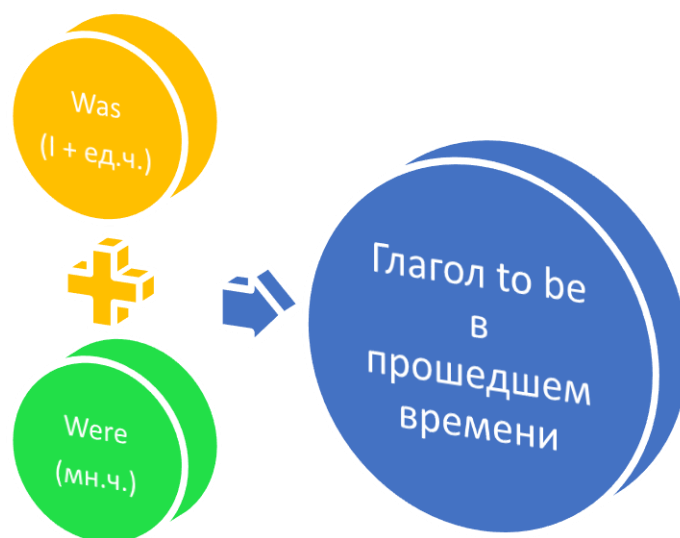 Was
(I + ед.ч.)
Were
(мн.ч.)
Глагол to be
в
прошедшем
времени